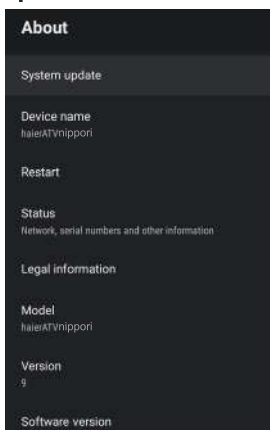 About
System update
Device name
haierATVnippori
Restart
Status
Network, serial numbers and other information
Legal information
Model
haierATVnippori
Version
9
Software version